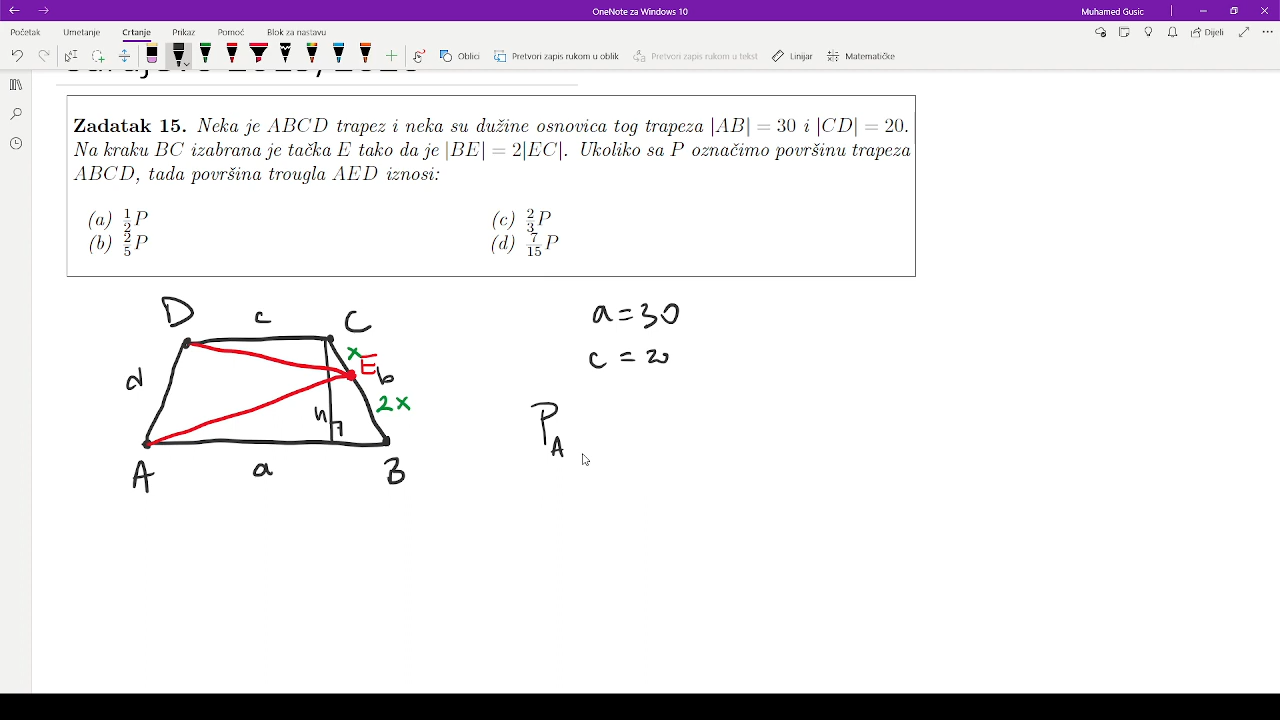 OneNote za Windows 10
Muhamed Gusic
Početak Umetanje Crtanje Prikaz Pomoć Blok za nastavu
Dijeli
Oblici Pretvori zapis rukom u oblik Pretvori zapis rukom u tekst Linijar Matematičke
Zadatak 15. Neka je ABCD trapez i neka su dužine osnovica tog trapeza |AB| = 30 i |CD| = 20.
Na kraku BC izabrana je tačka E tako da je |BE| = 2|EC|. Ukoliko sa P označimo površinu trapeza
ABCD, tada površina trougla AED iznosi:
(a) 1/2 P
(c) 2/3 P
(b) 2/5 P
(d) 7/15 P
D c C
x E
d b
2x
h
A a B
a = 30
c = 20
P_A